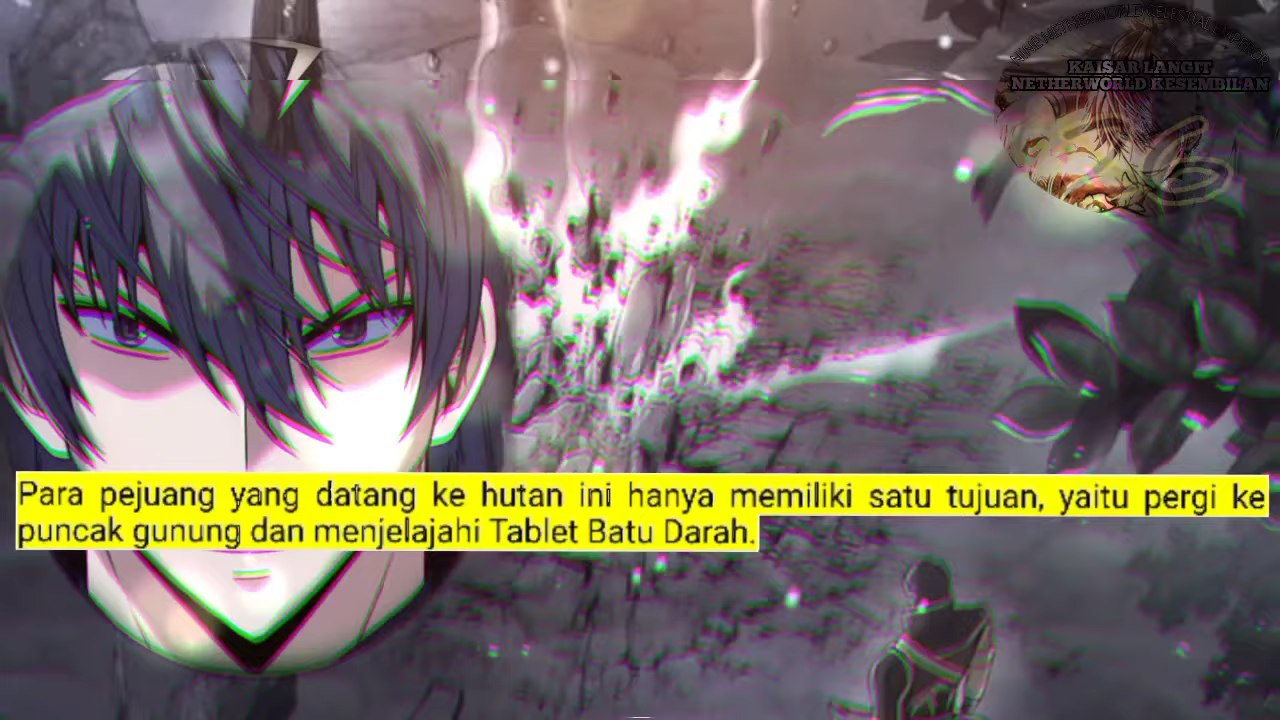 KAISAR LANGIT
NETHERWORLD KESEMBILAN
Para pejuang yang datang ke hutan ini hanya memiliki satu tujuan, yaitu pergi ke
puncak gunung dan menjelajahi Tablet Batu Darah.